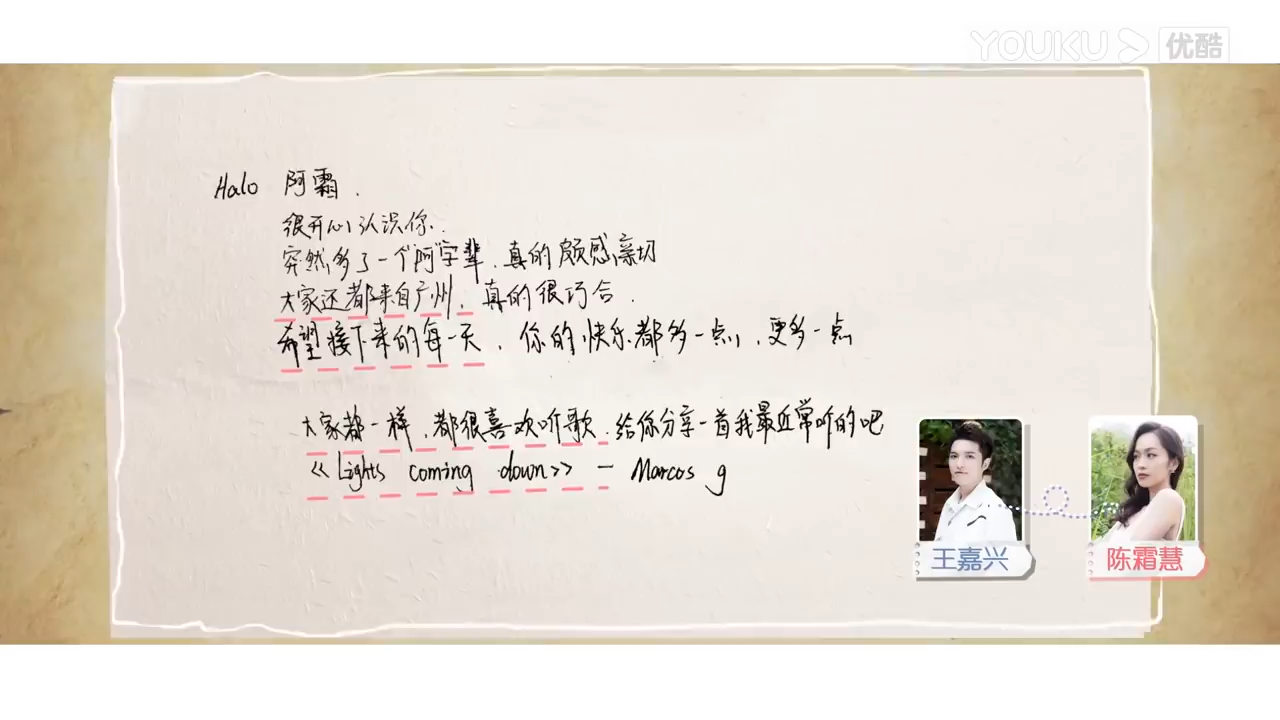 YOUKU 优酷
Halo 阿霜.
很开心认识你.
突然多了一个"阿"字辈.真的颇感亲切
大家还都来自广州,真的很巧合.
希望接下来的每一天,你的快乐都多一点,更多一点
大家都一样,都很喜欢听歌.给你分享一首我最近常听的吧
<<Lights coming down>> - Marcos g
王嘉兴
陈霜慧